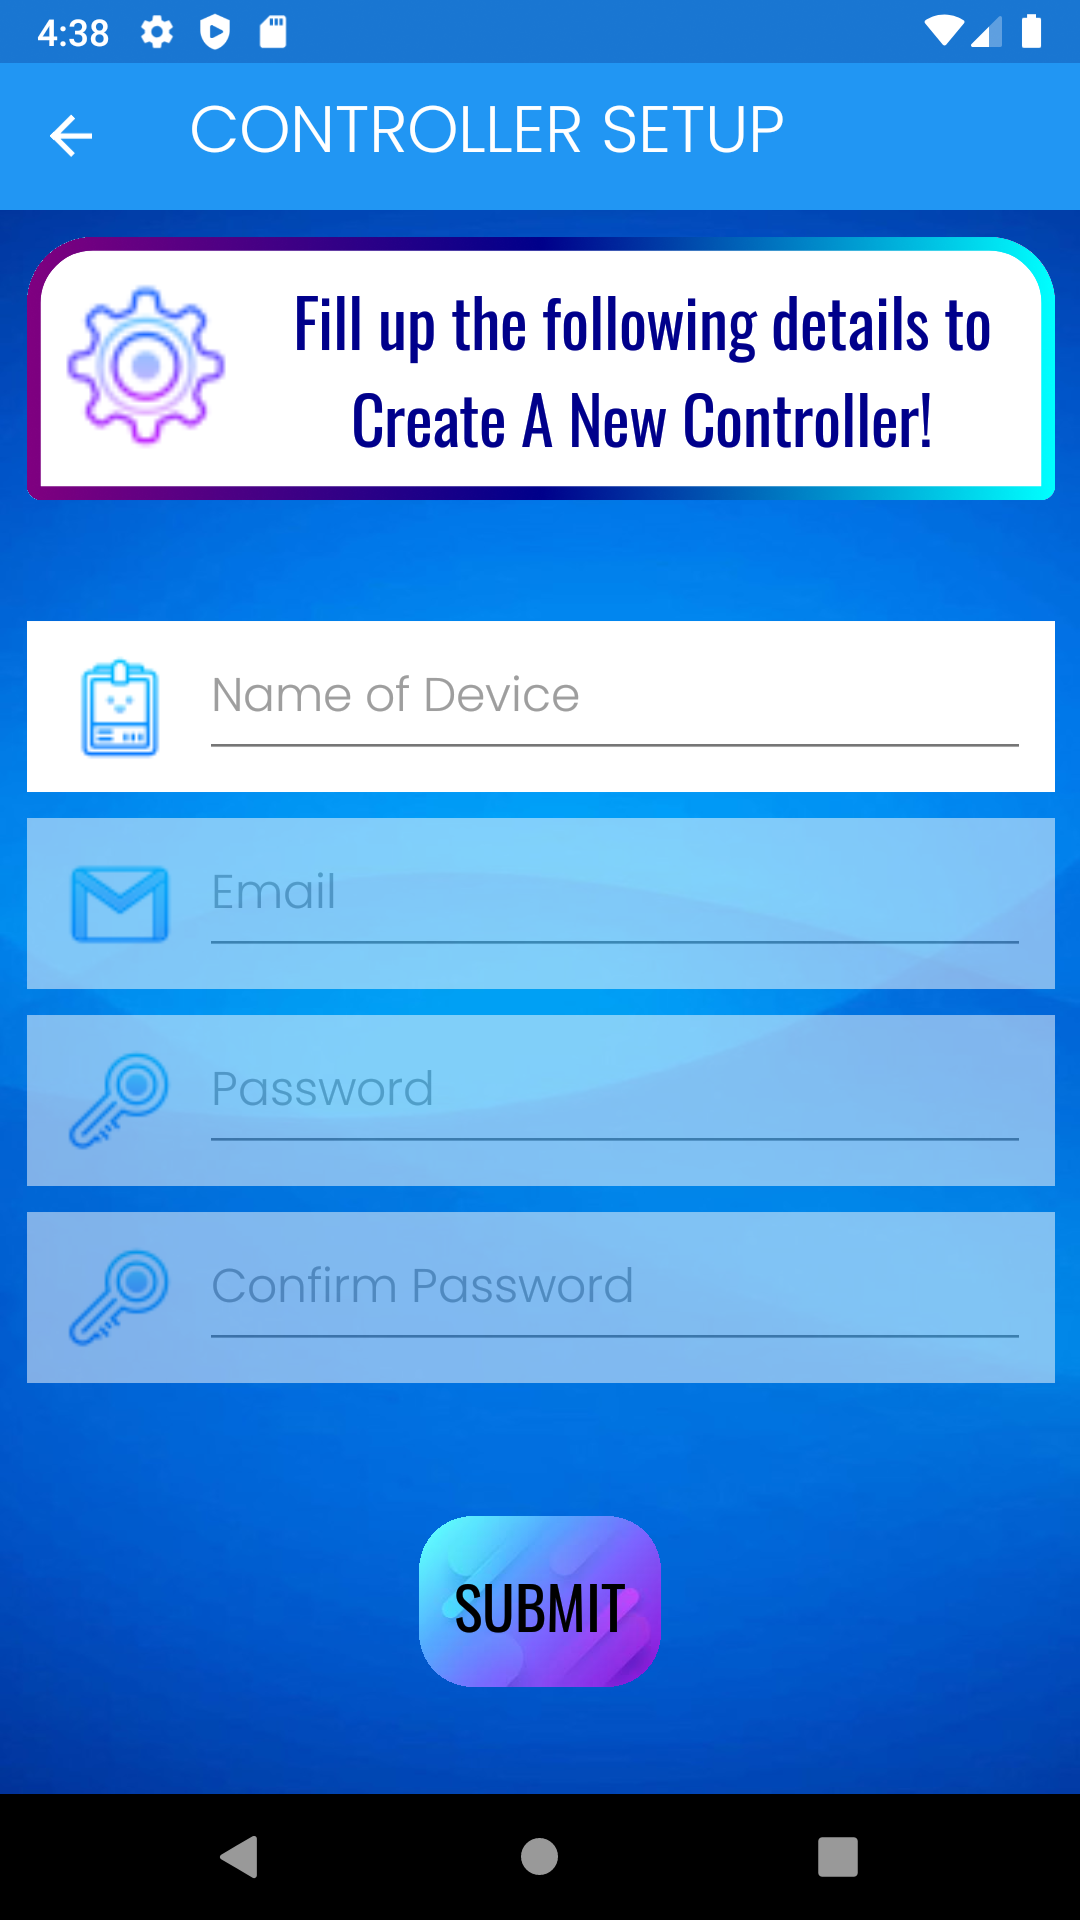 4:38
CONTROLLER SETUP
Fill up the following details to
Create A New Controller!
Name of Device
Email
Password
Confirm Password
SUBMIT